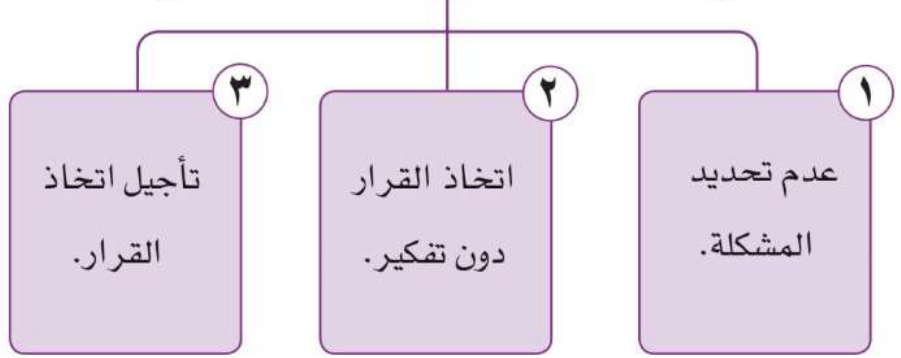 ١
عدم تحديد
المشكلة.
٢
اتخاذ القرار
دون تفكير.
٣
تأجيل اتخاذ
القرار.